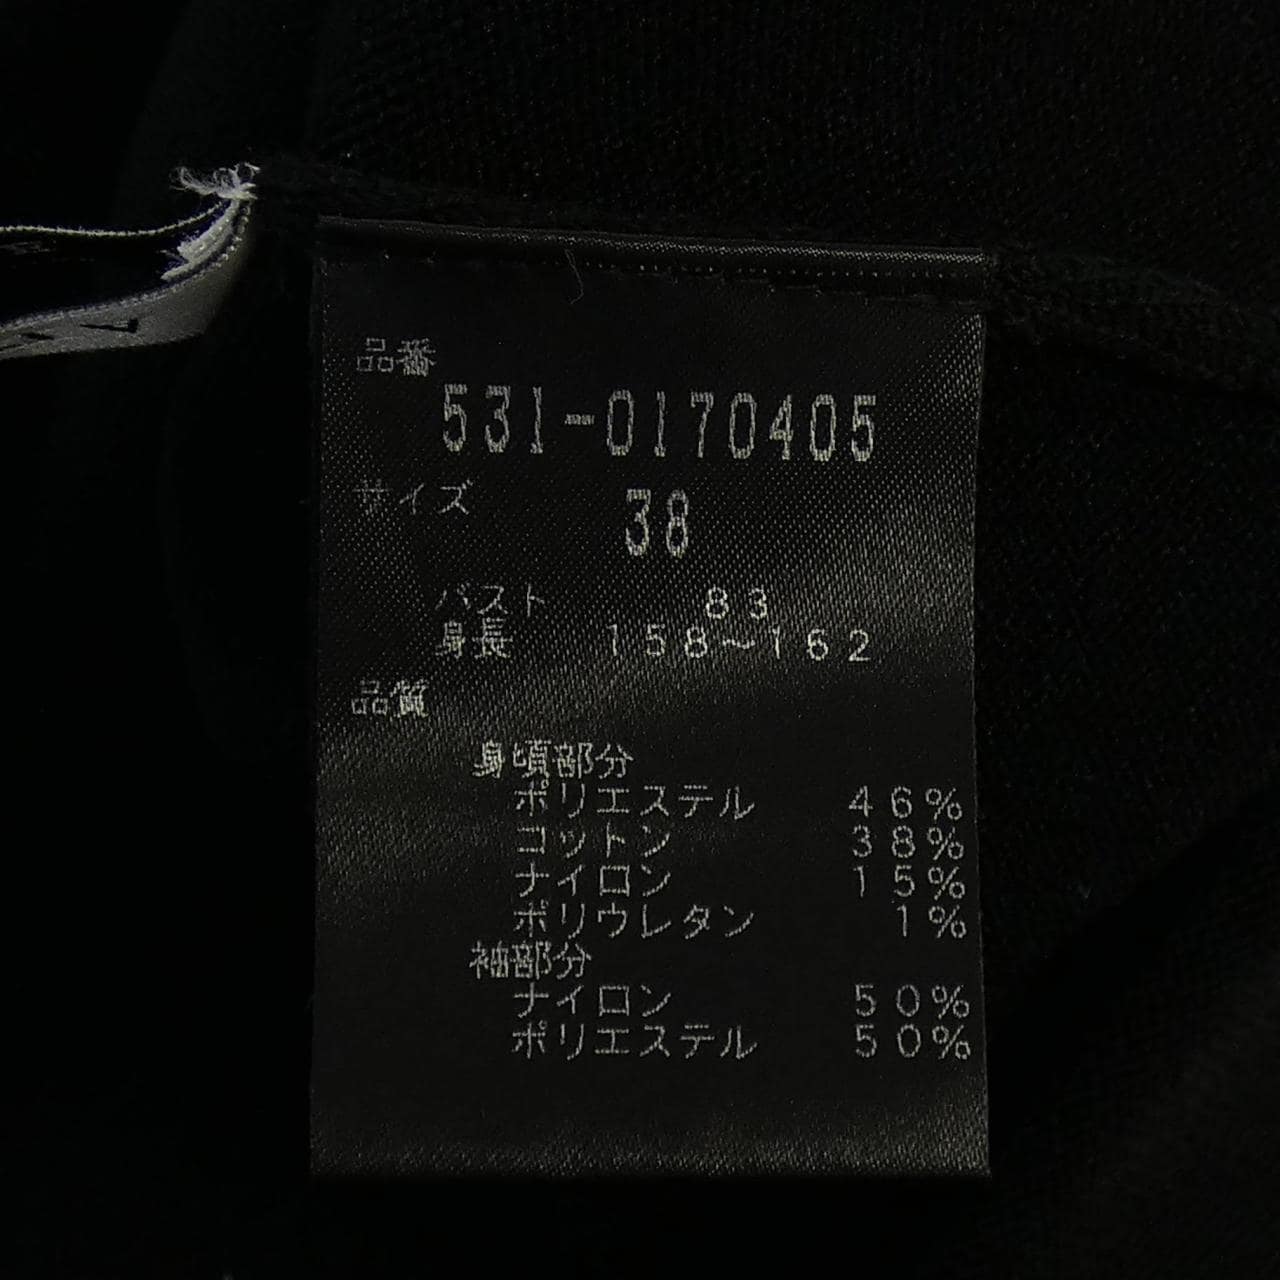 品番
531-0170405
サイズ 38
バスト 83
身長 158~162
品質
身頃部分
ポリエステル 46%
コットン 38%
ナイロン 15%
ポリウレタン 1%
袖部分
ナイロン 50%
ポリエステル 50%